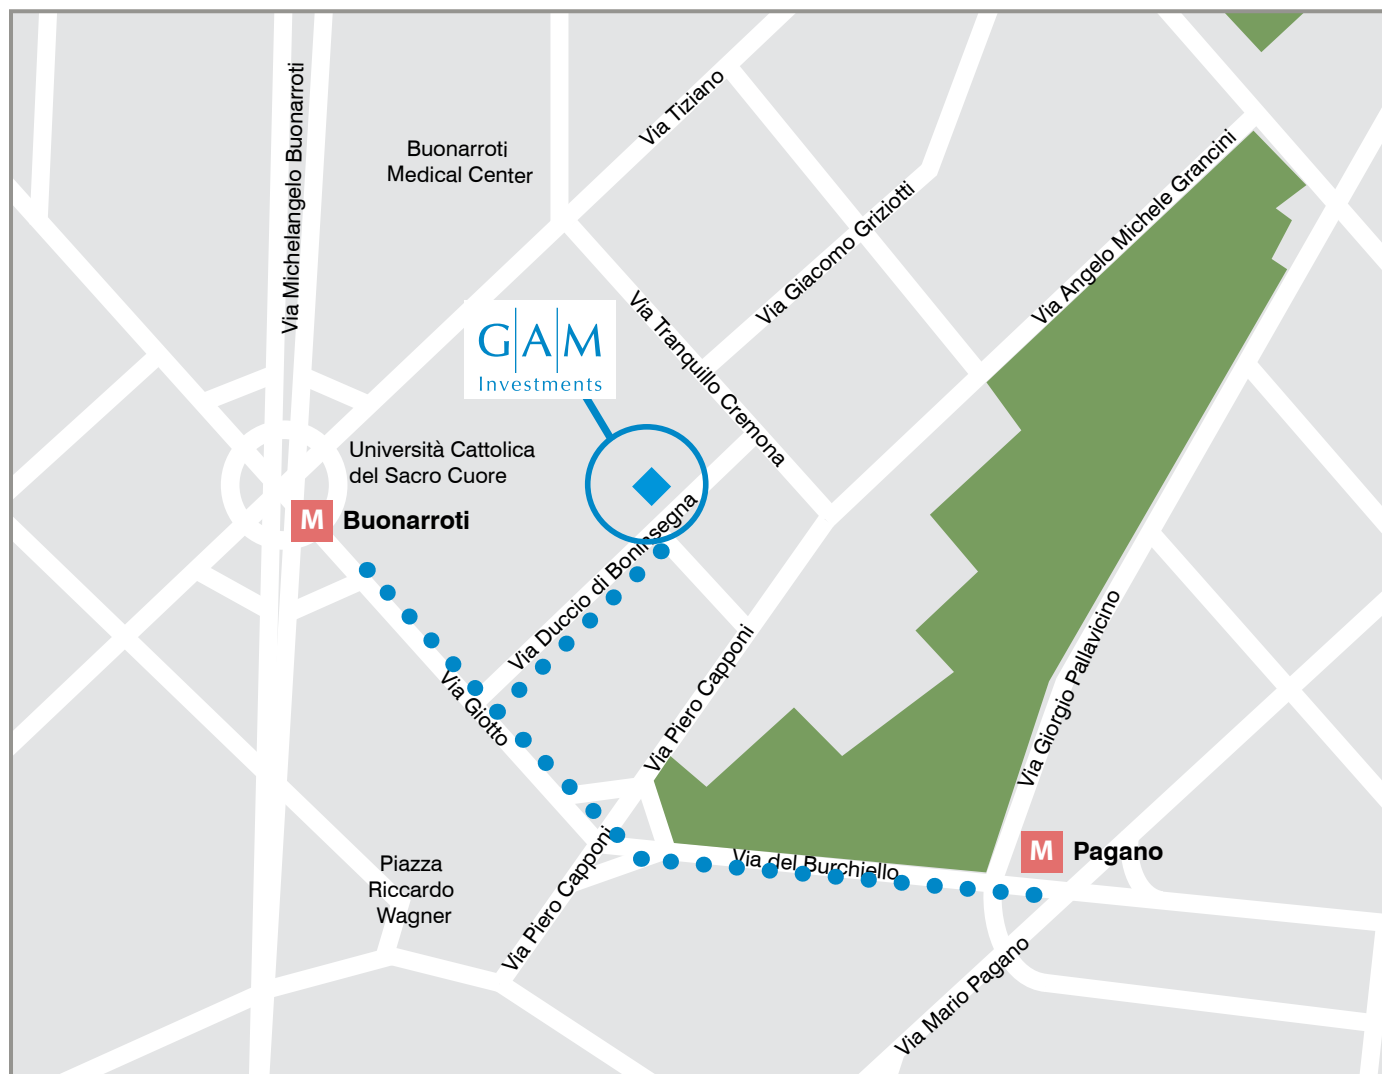 Via Michelangelo Buonarroti
Via Tiziano
Buonarroti
Medical Center
Via Giacomo Griziotti
Via Angelo Michele Grancini
Via Tranquillo Cremona
GAM
Investments
Università Cattolica
del Sacro Cuore
M
Buonarroti
Via Duccio di Boninsegna
Via Giotto
Via Piero Capponi
Via Giorgio Pallavicino
Via del Burchiello
M
Pagano
Piazza
Riccardo
Wagner
Via Piero Capponi
Via Mario Pagano